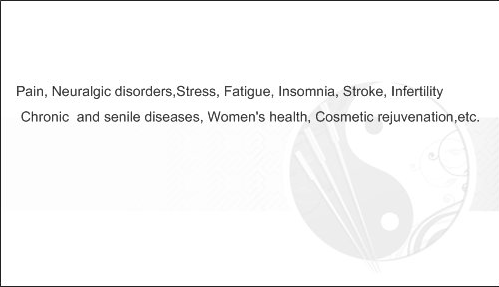 Pain, Neuralgic disorders,Stress, Fatigue, Insomnia, Stroke, Infertility
Chronic  and senile diseases, Women's health, Cosmetic rejuvenation,etc.